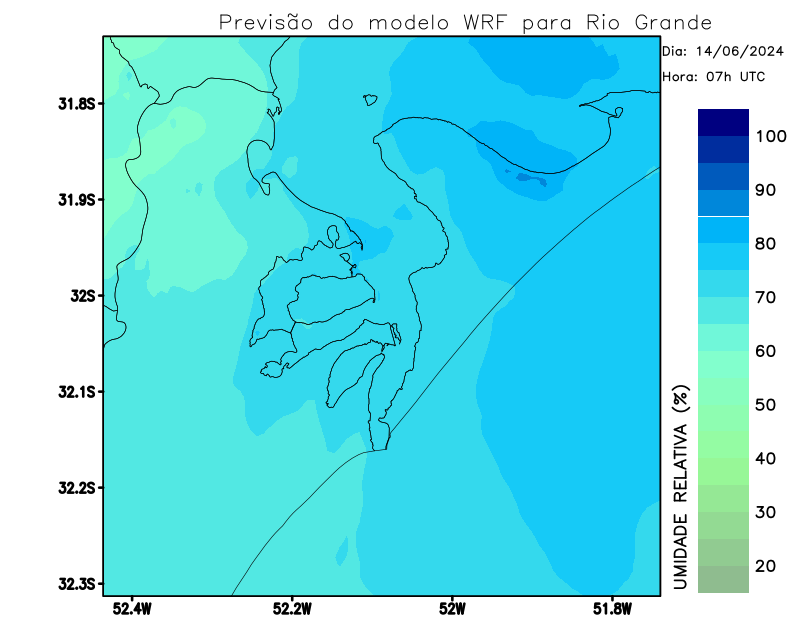 Previsão do modelo WRF para Rio Grande
Dia: 14/06/2024
Hora: 07h UTC
31.8S
31.9S
32S
32.1S
32.2S
32.3S
52.4W
52.2W
52W
51.8W
UMIDADE RELATIVA (%)
100
90
80
70
60
50
40
30
20